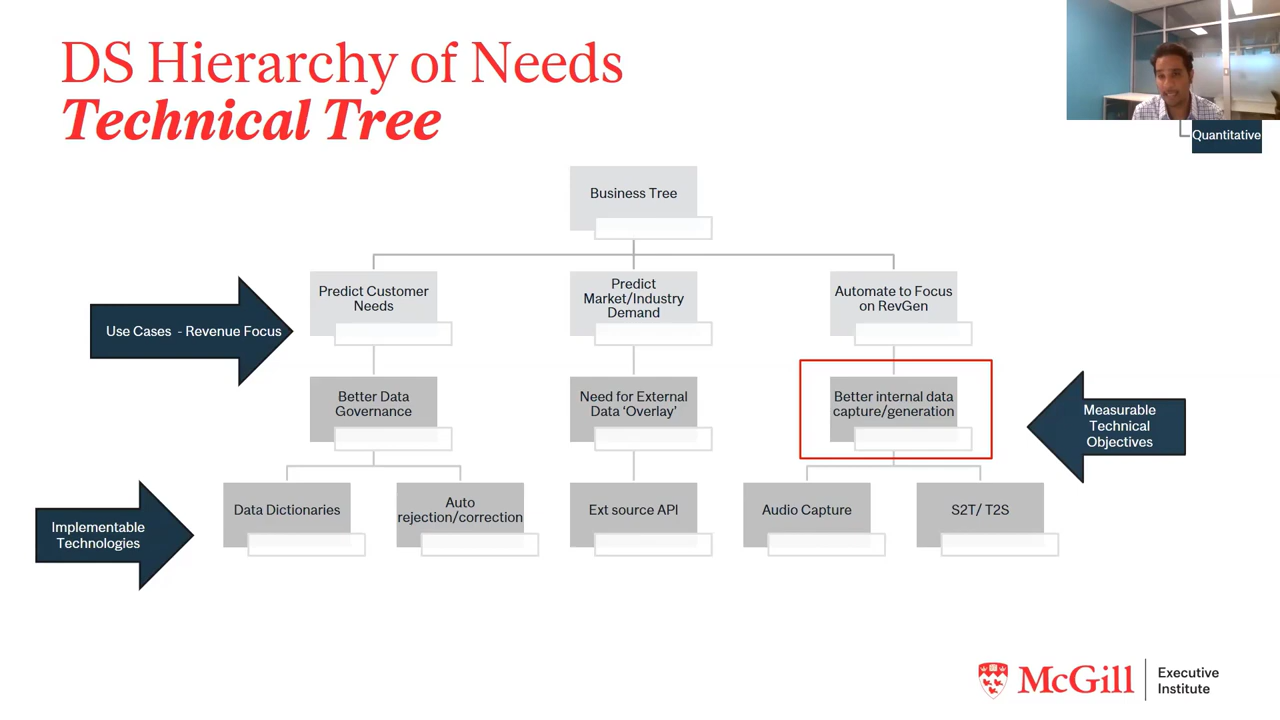 DS Hierarchy of Needs
Technical Tree
Quantitative
Business Tree
Predict Customer
Needs
Predict
Market/Industry
Demand
Automate to Focus
on RevGen
Use Cases - Revenue Focus
Better Data
Governance
Need for External
Data ‘Overlay’
Better internal data
capture/generation
Measurable
Technical
Objectives
Implementable
Technologies
Data Dictionaries
Auto
rejection/correction
Ext source API
Audio Capture
S2T/ T2S
McGill
Executive
Institute